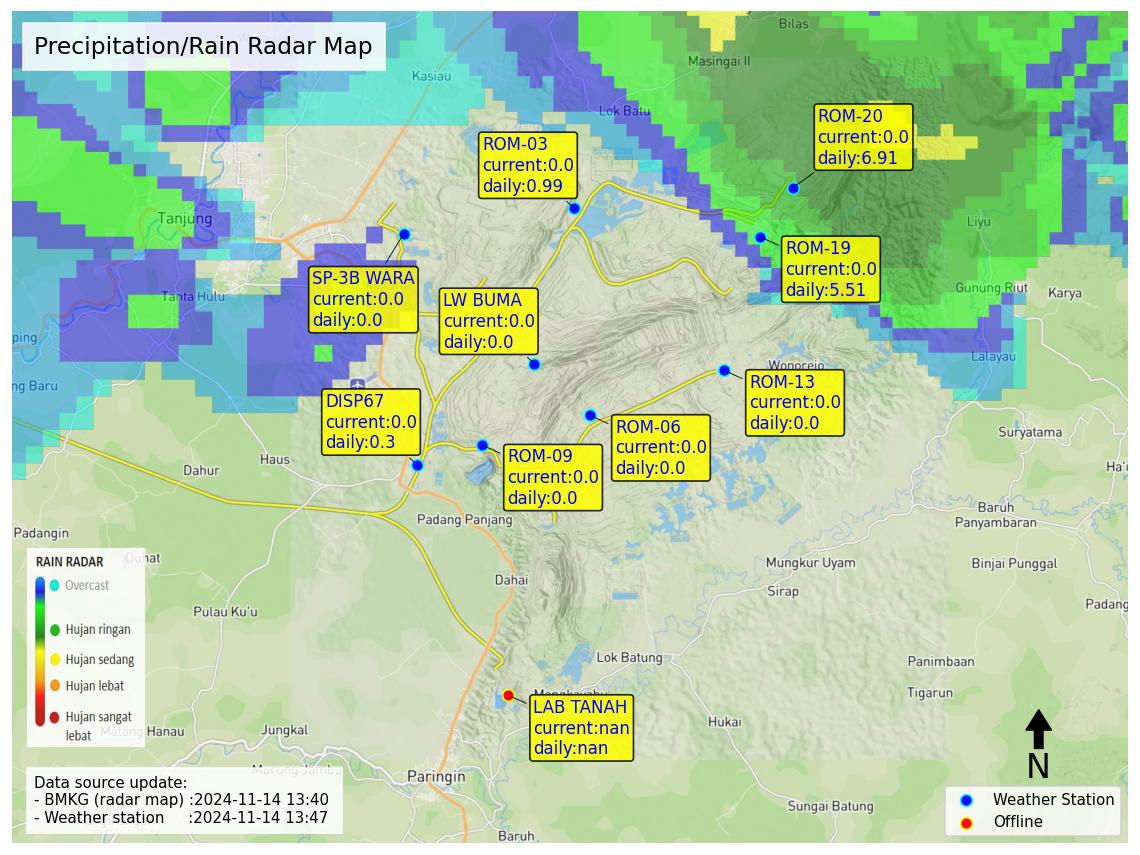 Precipitation/Rain Radar Map
Bilas
Masingai II
Kasiau
Lok Batu
ROM-20
current:0.0
daily:6.91
ROM-03
current:0.0
daily:0.99
Tanjung
Liyu
SP-3B WARA
current:0.0
daily:0.0
ROM-19
current:0.0
daily:5.51
Tanta Hulu
LW BUMA
current:0.0
daily:0.0
Gunung Riut
Karya
ping
Lalayau
Wonorejo
ng Baru
ROM-13
current:0.0
daily:0.0
DISP67
current:0.0
daily:0.3
ROM-06
current:0.0
daily:0.0
Suryatama
ROM-09
current:0.0
daily:0.0
Haus
Dahur
Ha'u
Baruh
Panyambaran
Padang Panjang
Padangin
Duhat
Mungkur Uyam
Binjai Punggal
Dahai
Sirap
Padang
Pulau Ku'u
RAIN RADAR
Overcast
Hujan ringan
Hujan sedang
Hujan lebat
Hujan sangat
lebat
Lok Batung
Panimbaan
Tigarun
LAB TANAH
current:nan
daily:nan
Hukai
Jungkal
Paringin
Sungai Batung
Baruh
Data source update:
- BMKG (radar map) :2024-11-14 13:40
- Weather station :2024-11-14 13:47
N
Weather Station
Offline